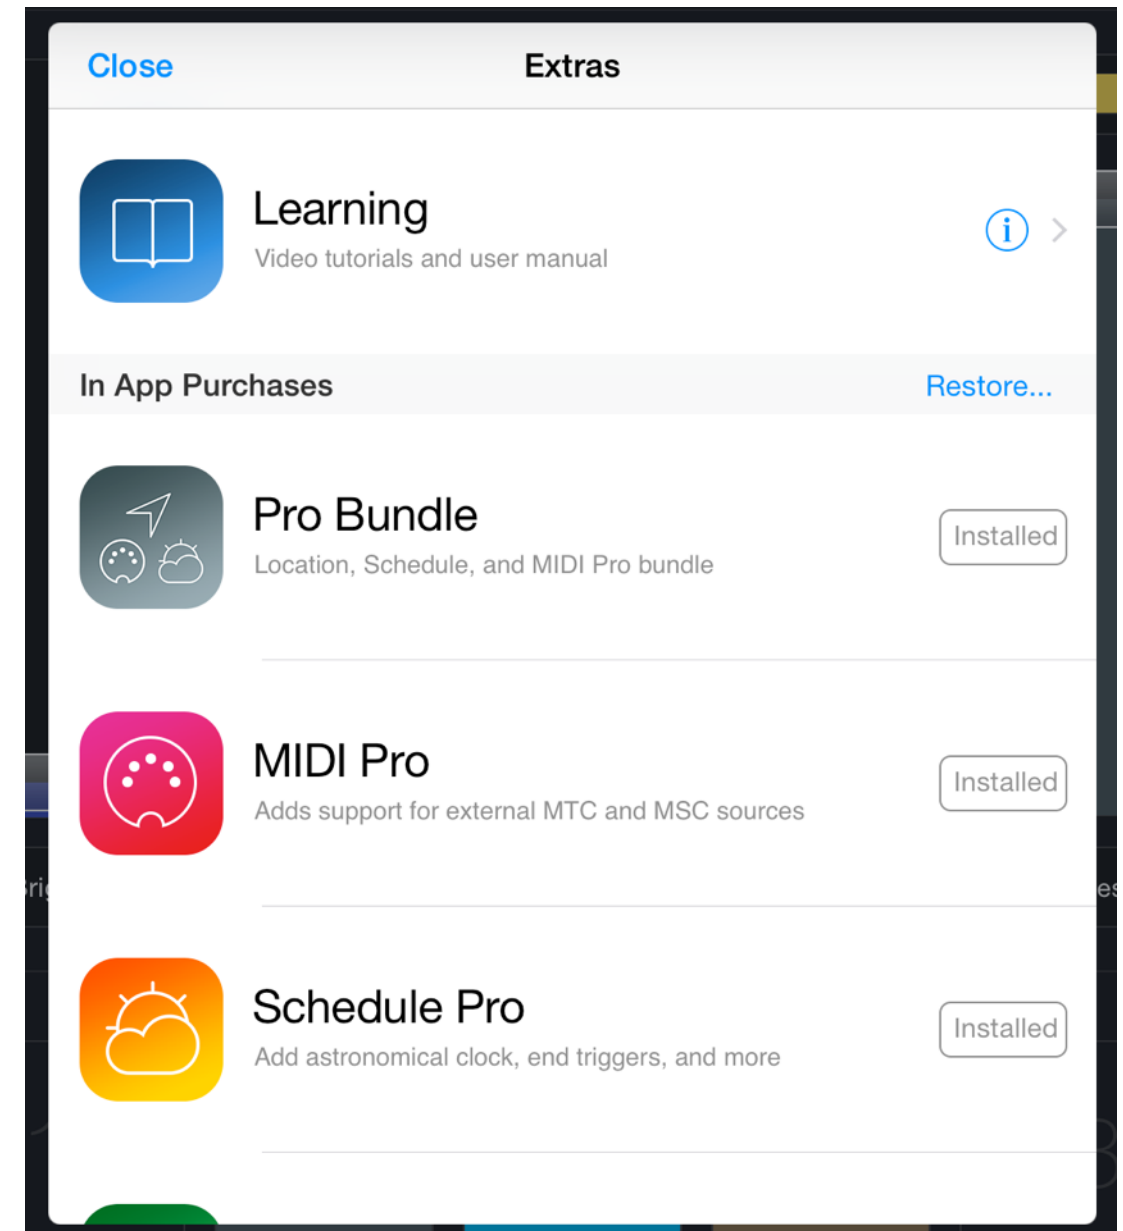 Close
Extras
Learning
Video tutorials and user manual
In App Purchases
Restore...
Pro Bundle
Location, Schedule, and MIDI Pro bundle
Installed
MIDI Pro
Adds support for external MTC and MSC sources
Installed
Schedule Pro
Add astronomical clock, end triggers, and more
Installed